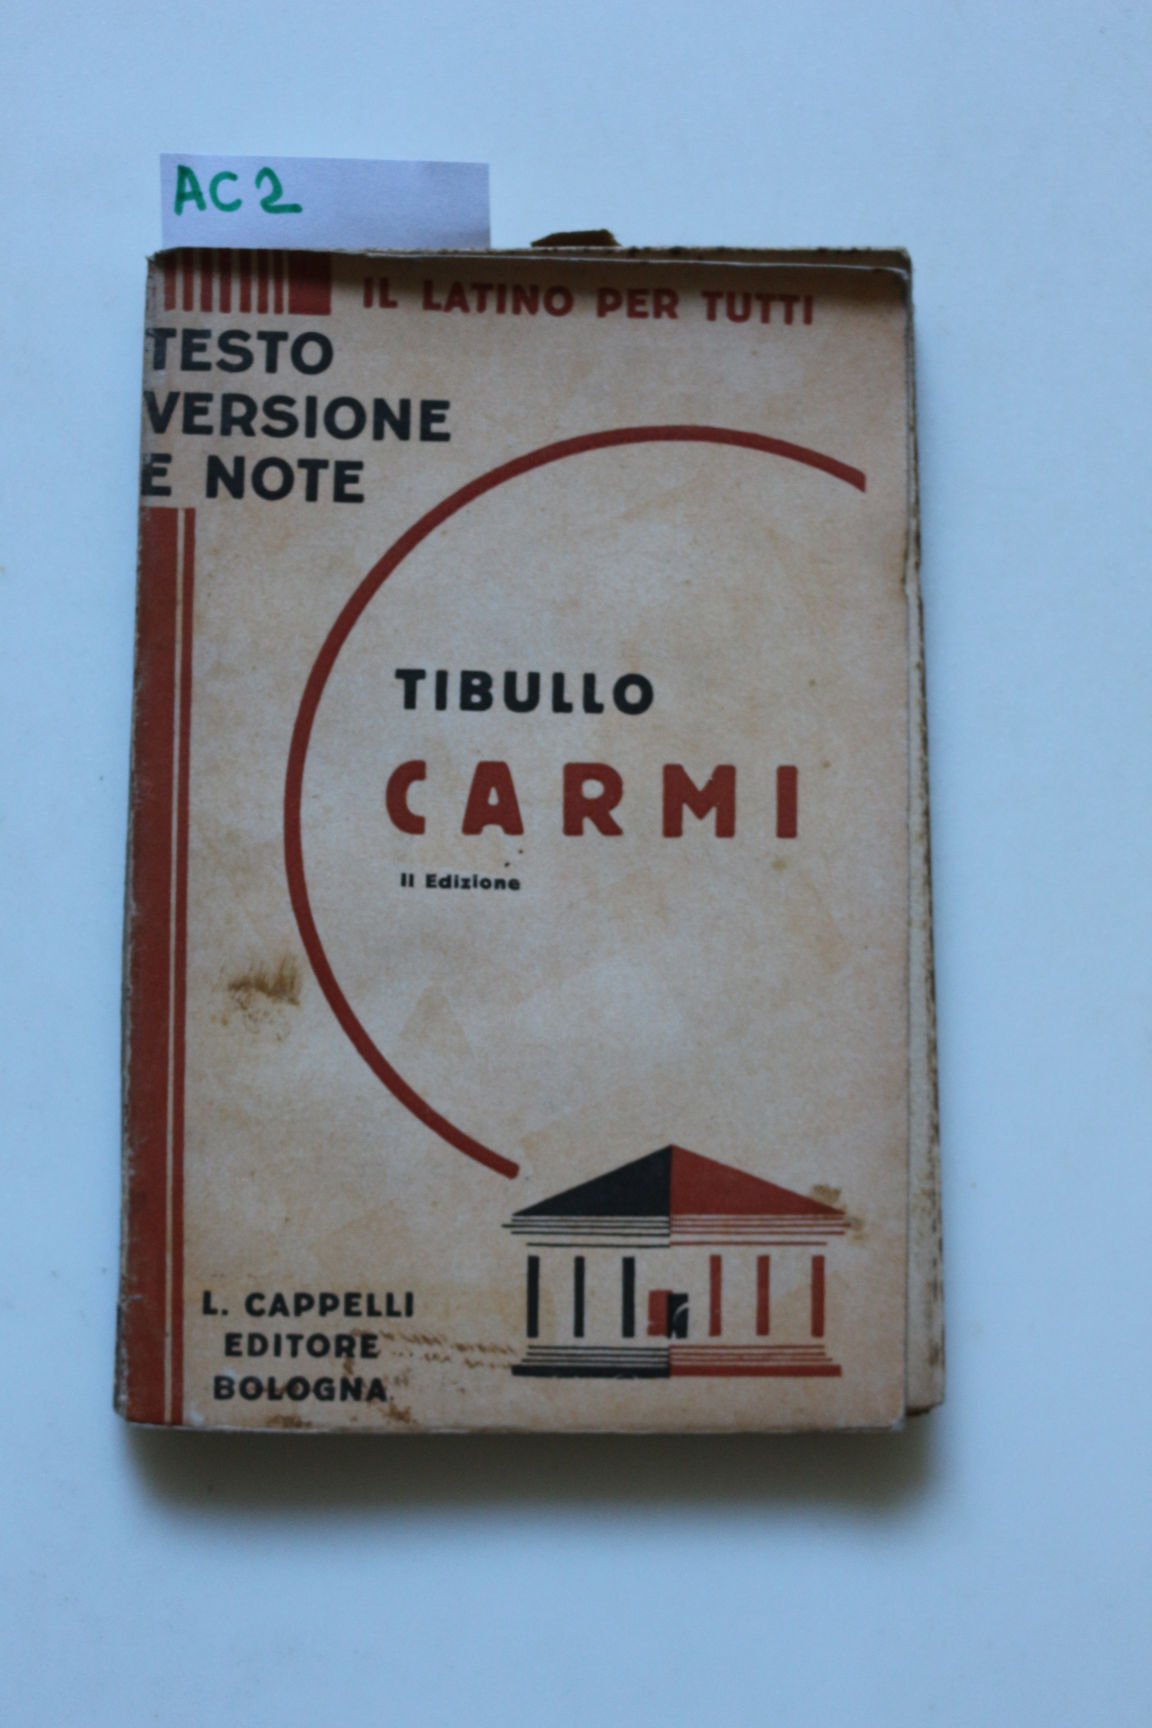 AC2
IL LATINO PER TUTTI
TESTO
VERSIONE
E NOTE
TIBULLO
CARMI
II Edizione
L. CAPPELLI
EDITORE
BOLOGNA